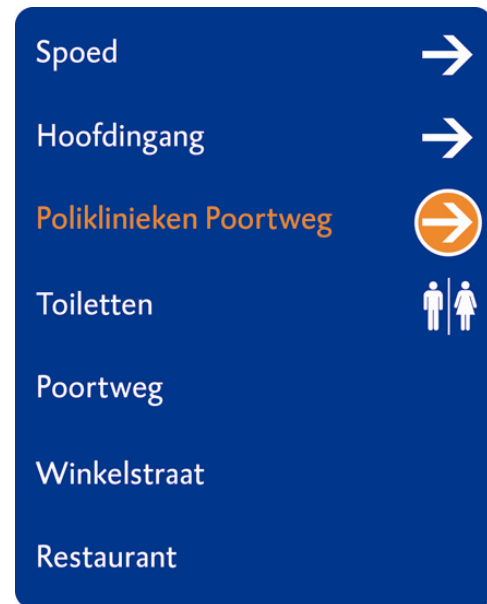 Spoed
Hoofdingang
Poliklinieken Poortweg
Toiletten
Poortweg
Winkelstraat
Restaurant